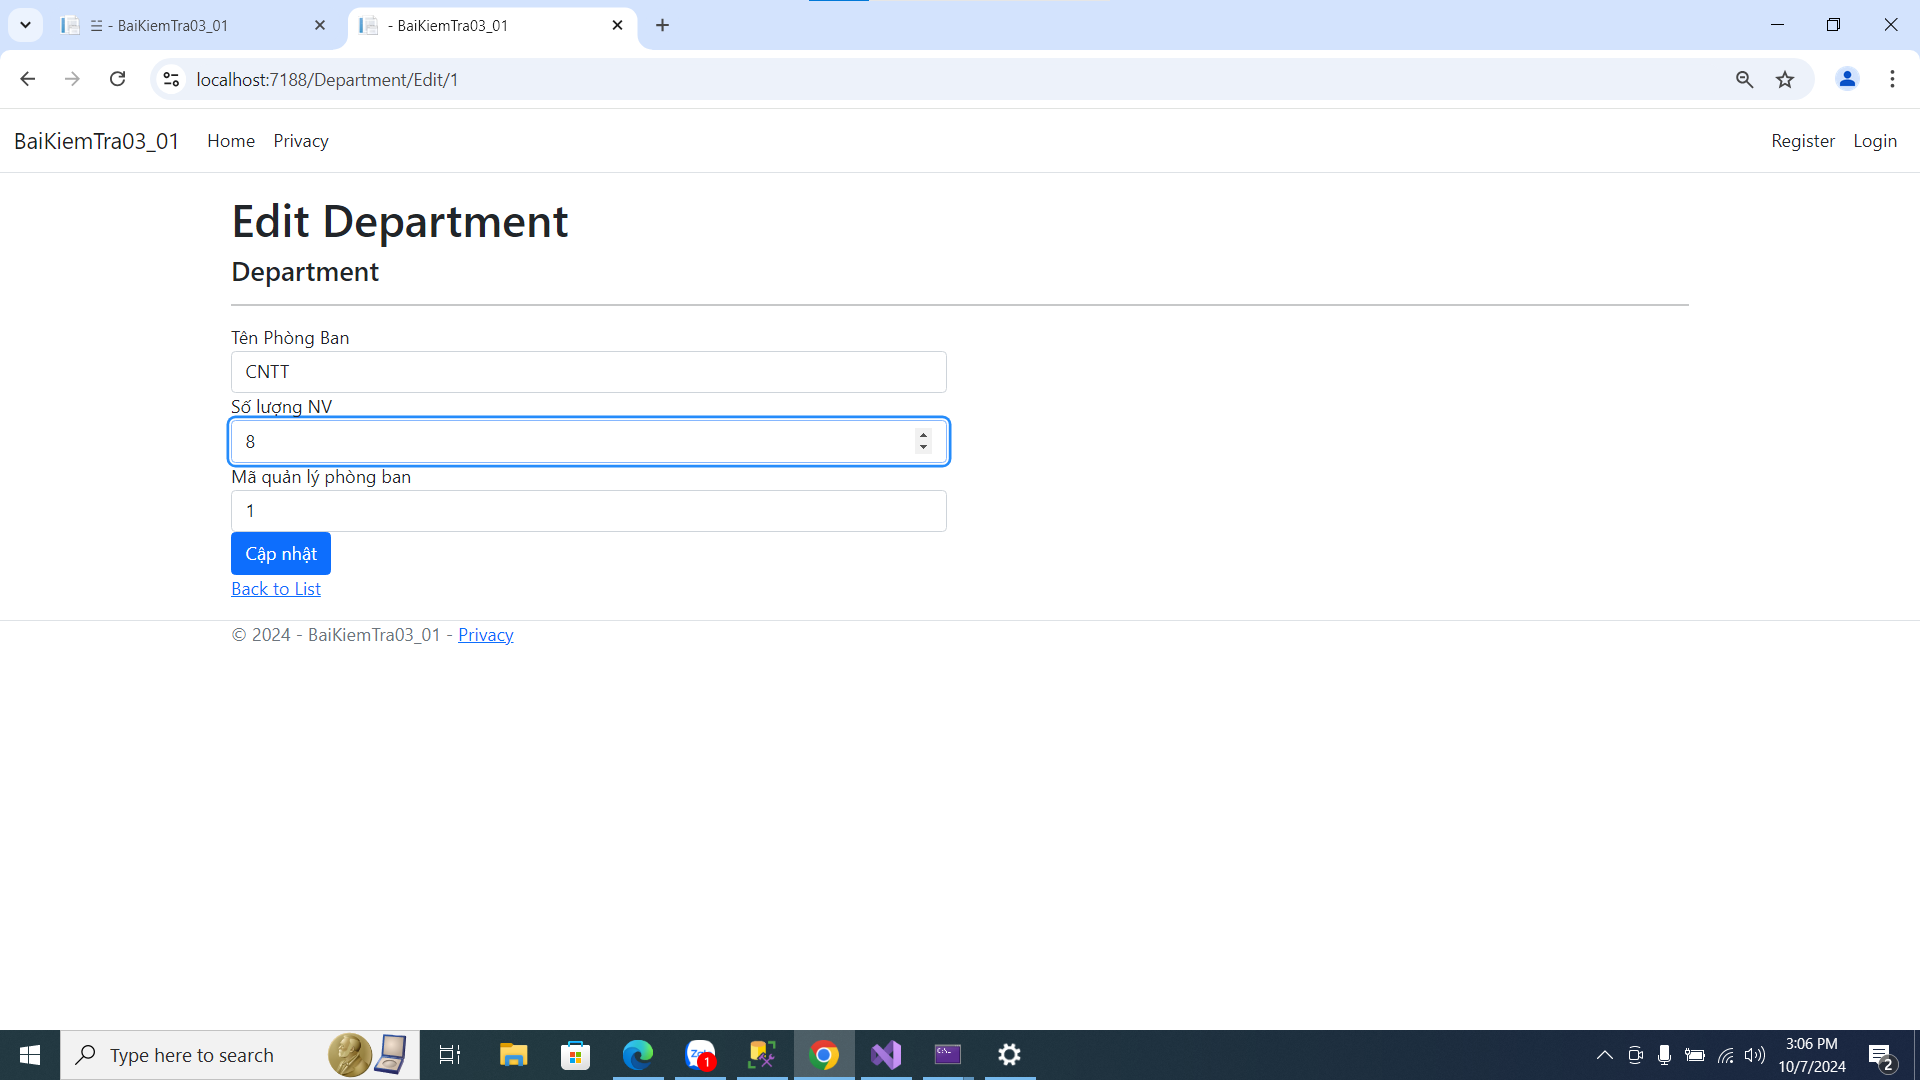 ☵ - BaiKiemTra03_01
- BaiKiemTra03_01
localhost:7188/Department/Edit/1
BaiKiemTra03_01 Home Privacy Register Login
Edit Department
Department
Tên Phòng Ban
CNTT
Số lượng NV
8
Mã quản lý phòng ban
1
Cập nhật
Back to List
© 2024 - BaiKiemTra03_01 - Privacy
Type here to search
1
3:06 PM
10/7/2024
2